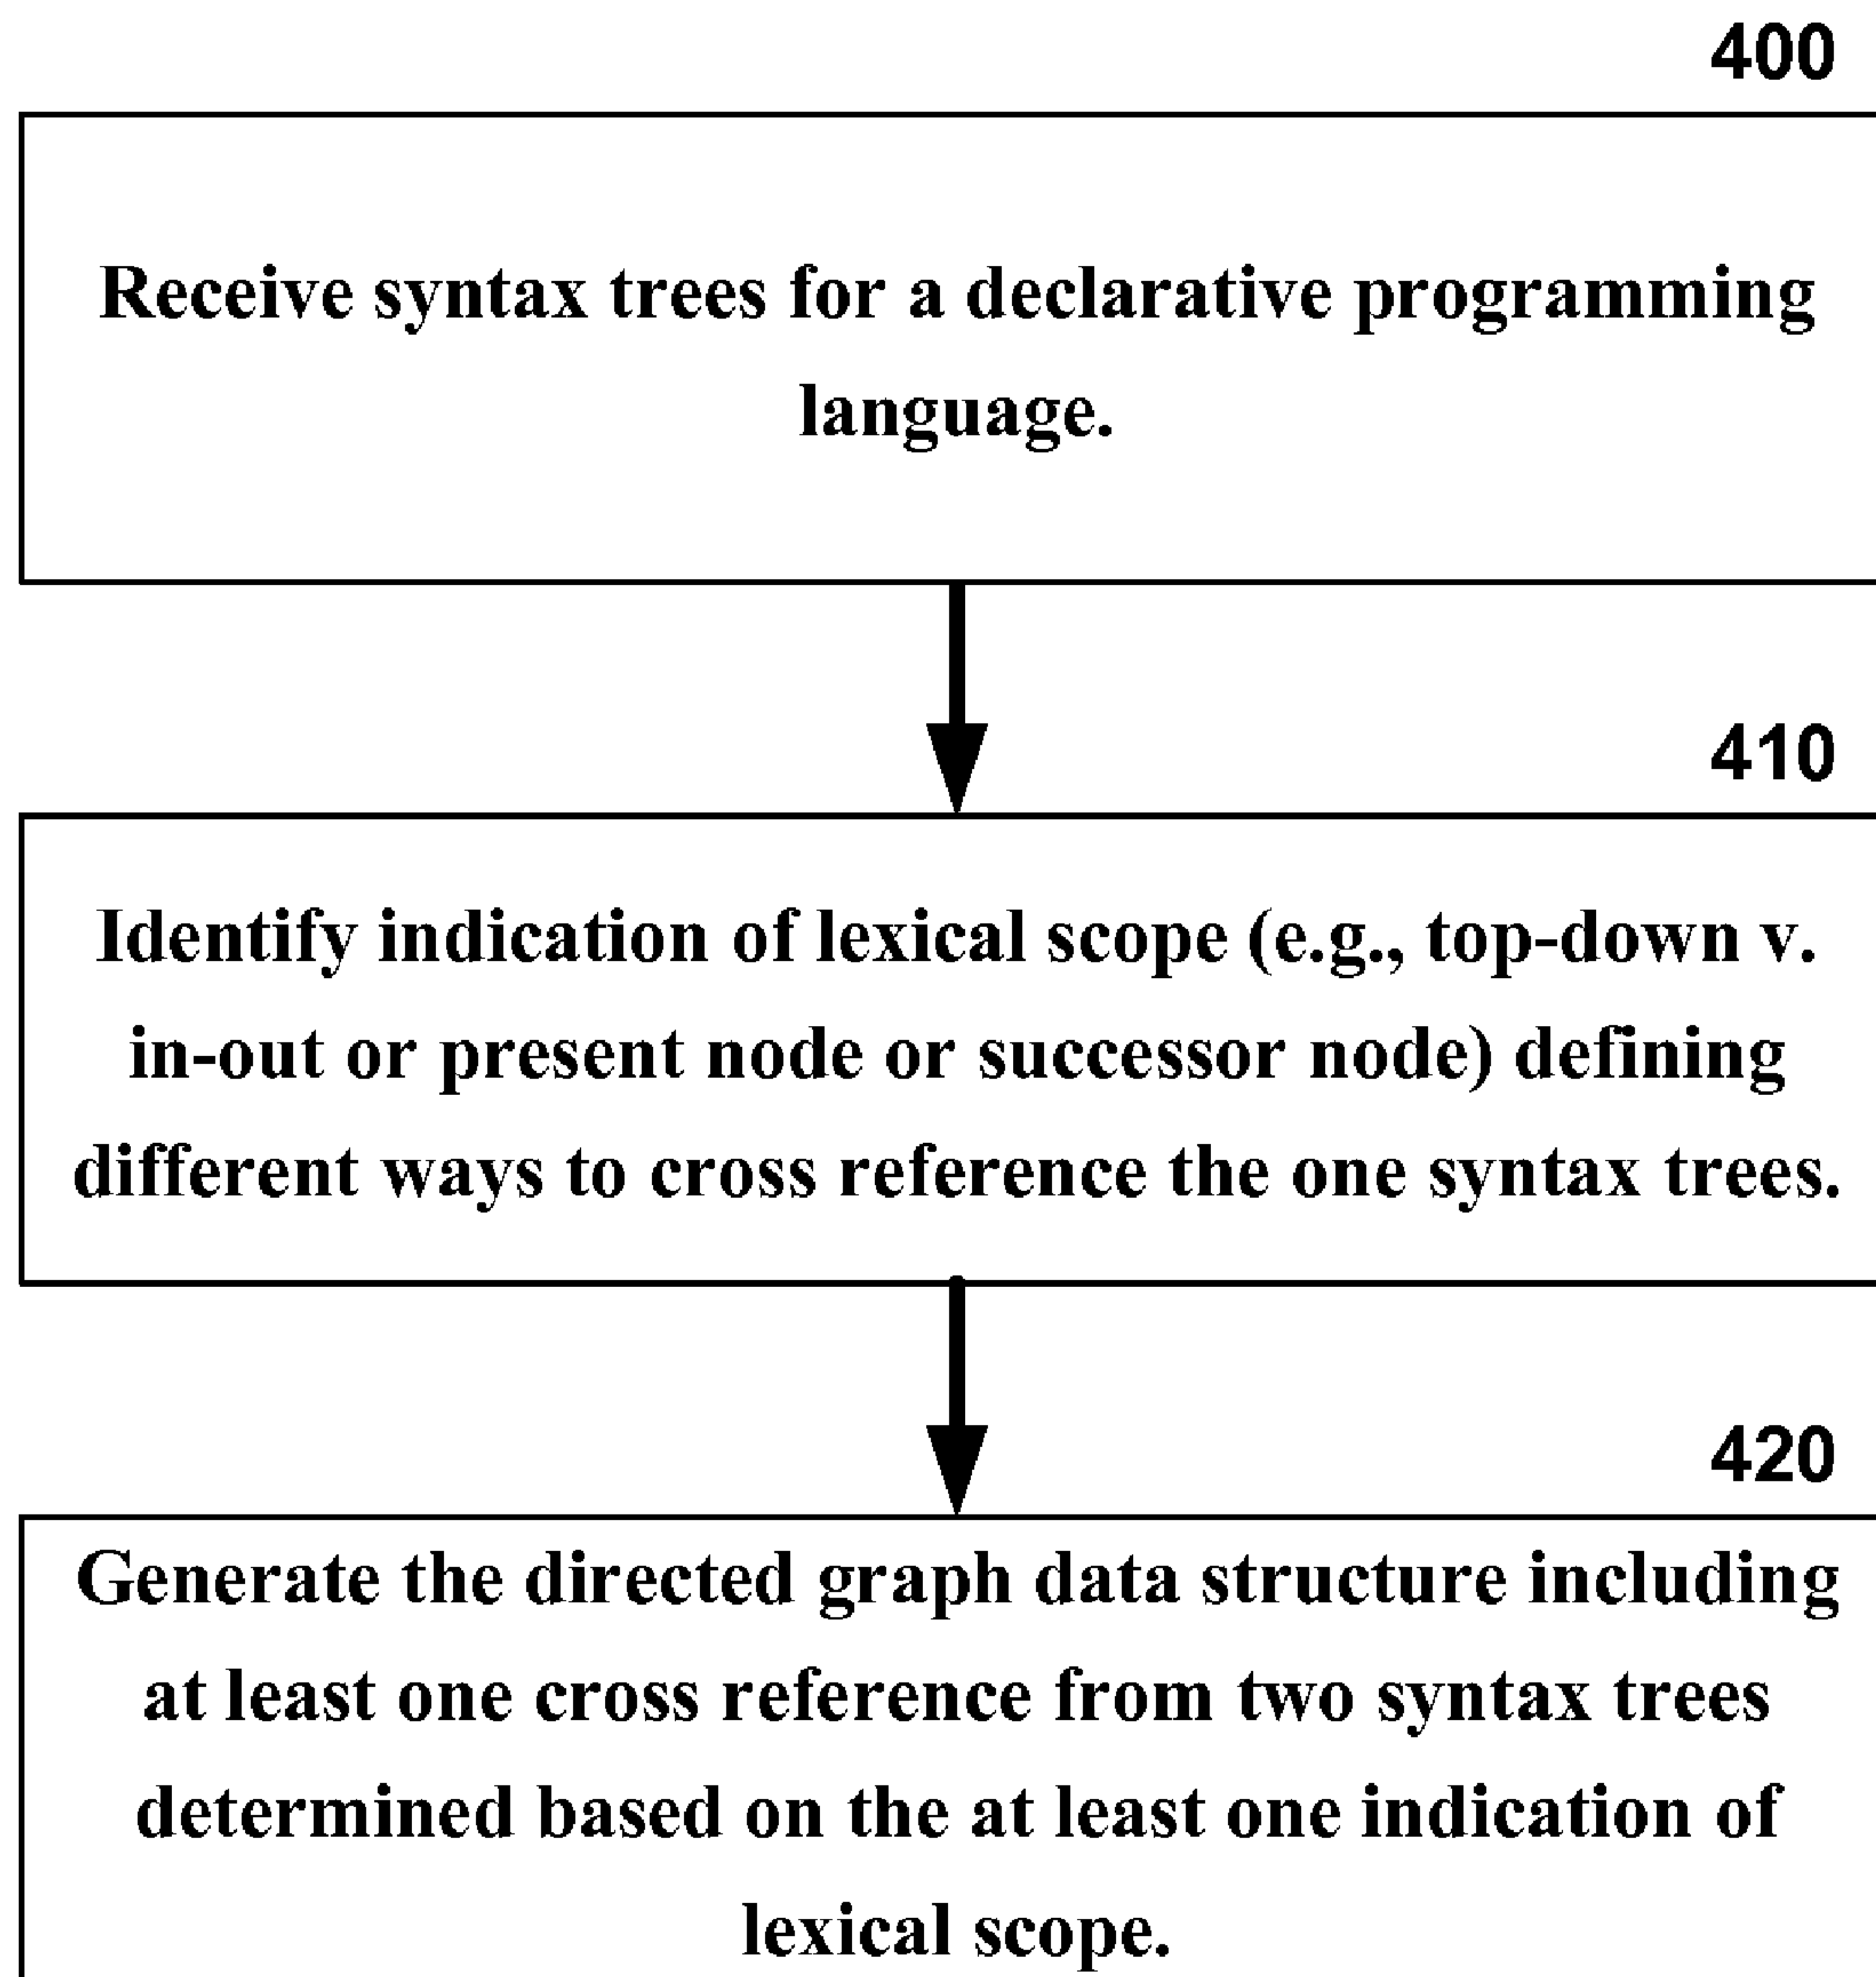 400
Receive syntax trees for a declarative programming
language.
410
Identify indication of lexical scope (e.g., top-down v.
in-out or present node or successor node) defining
different ways to cross reference the one syntax trees.
420
Generate the directed graph data structure including
at least one cross reference from two syntax trees
determined based on the at least one indication of
lexical scope.